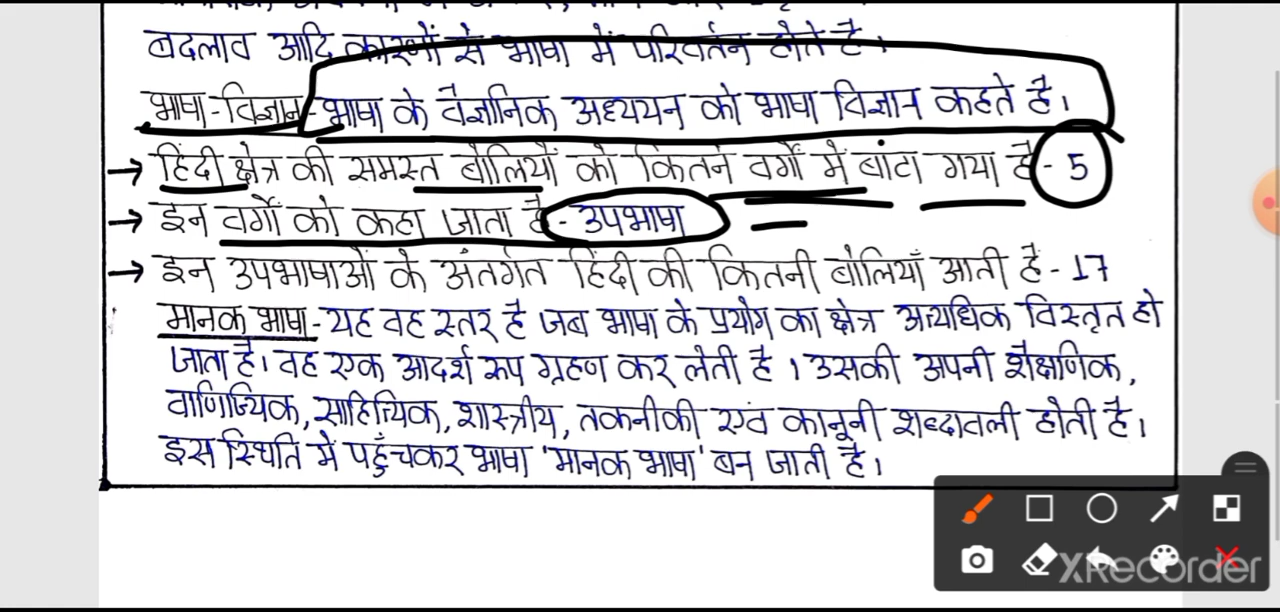 बदलाव आदि कारणों से भाषा में परिवर्तन होते है।
भाषा-विज्ञान-भाषा के वैज्ञानिक अध्ययन को भाषा विज्ञान कहते है।
→ हिंदी क्षेत्र की समस्त बोलियों को कितने वर्गों में बांटा गया है- 5
→ इन वर्गों को कहा जाता है- उपभाषा
→ इन उपभाषाओं के अंतर्गत हिंदी की कितनी बोलियाँ आती है- 17
मानक भाषा-यह वह स्तर है जब भाषा के प्रयोग का क्षेत्र अत्यधिक विस्तृत हो
जाता है। वह एक आदर्श रूप ग्रहण कर लेती है। उसकी अपनी शैक्षणिक,
वाणिज्यिक, साहित्यिक, शास्त्रीय, तकनीकी एवं कानूनी शब्दावली होती है।
इस स्थिति में पहुँचकर भाषा 'मानक भाषा' बन जाती है।
XRecorder